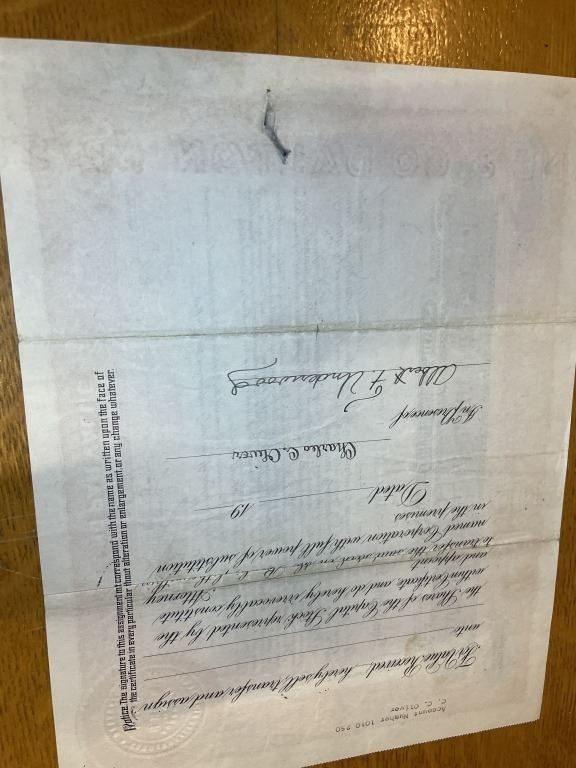 Account Number 1010 250
C. C. Oliver
For Value Received, hereby sell, transfer and assign
unto
the Shares of the Capital Stock represented by the
within Certificate and do hereby irrevocably constitute
and appoint Attorney
to transfer the said stock on the
named Corporation with full power of substitution
in the premises.
Dated 19
Charles C. Oliver
In Presence of
Albert F. Underwood
Notice. The signature to this assignment must correspond with the name as written upon the face of
the certificate in every particular without alteration or enlargement, or any change whatever.